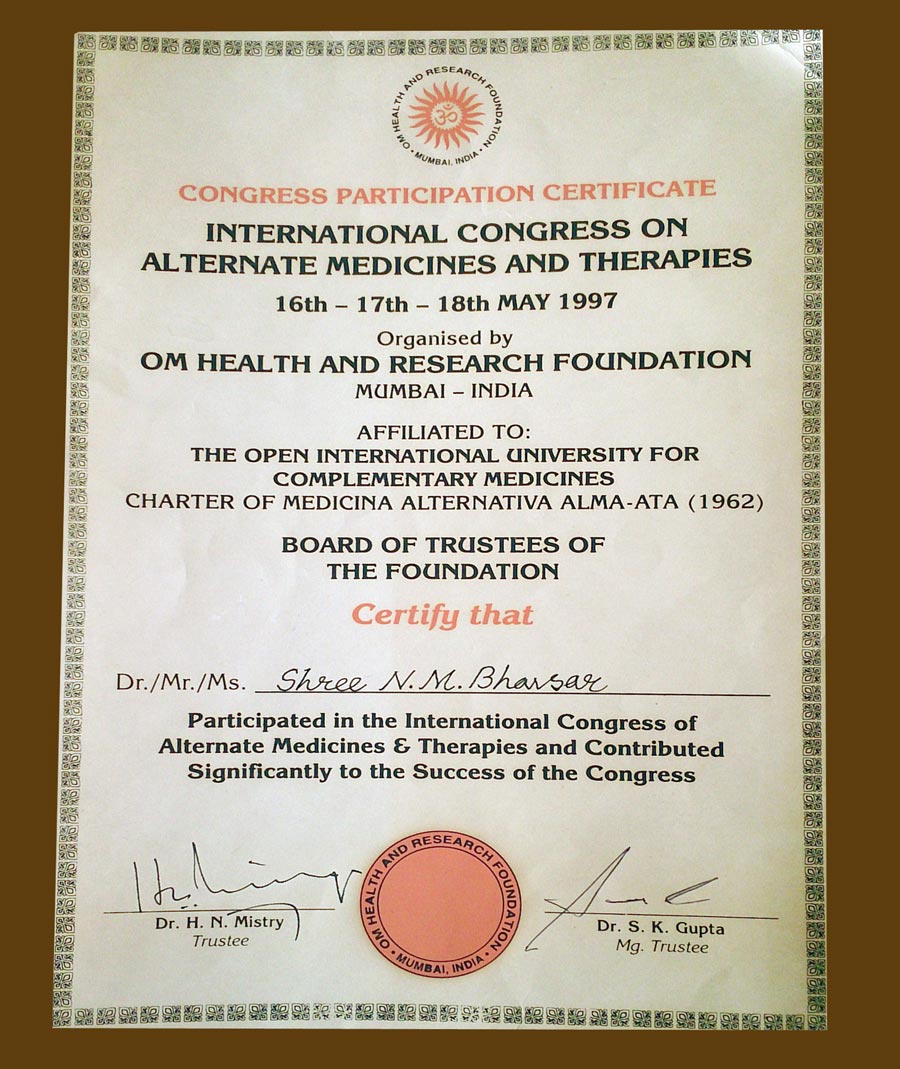 OM HEALTH AND RESEARCH FOUNDATION
• MUMBAI, INDIA •
ॐ
CONGRESS PARTICIPATION CERTIFICATE
INTERNATIONAL CONGRESS ON
ALTERNATE MEDICINES AND THERAPIES
16th – 17th – 18th MAY 1997
Organised by
OM HEALTH AND RESEARCH FOUNDATION
MUMBAI – INDIA
AFFILIATED TO:
THE OPEN INTERNATIONAL UNIVERSITY FOR
COMPLEMENTARY MEDICINES
CHARTER OF MEDICINA ALTERNATIVA ALMA-ATA (1962)
BOARD OF TRUSTEES OF
THE FOUNDATION
Certify that
Dr./Mr./Ms. Shree N.M. Bhavsar
Participated in the International Congress of
Alternate Medicines & Therapies and Contributed
Significantly to the Success of the Congress
OM HEALTH AND RESEARCH FOUNDATION
• MUMBAI, INDIA •
Dr. H. N. Mistry
Trustee
Dr. S. K. Gupta
Mg. Trustee